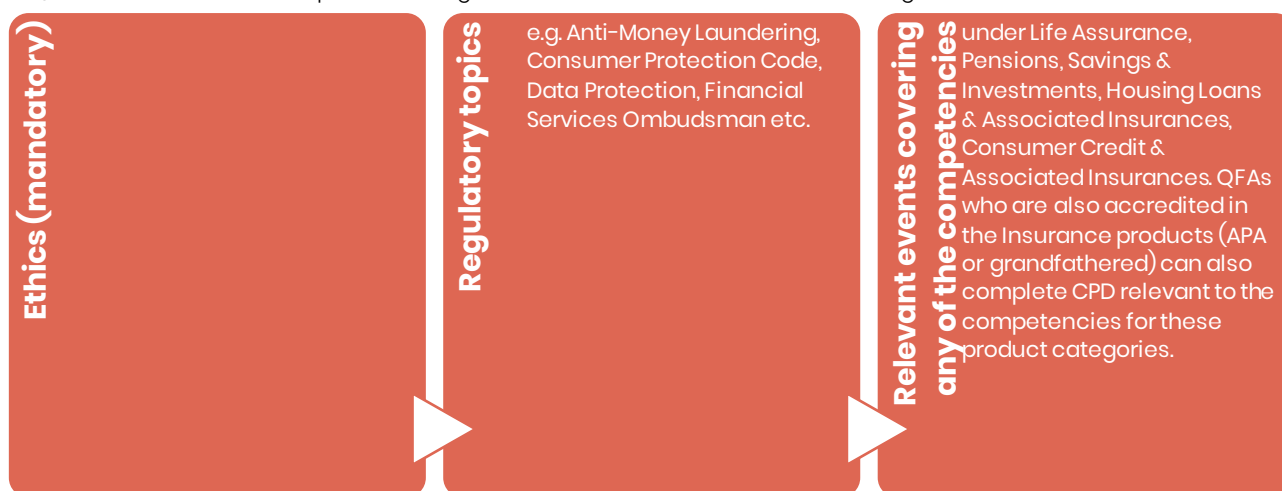 Ethics (mandatory)
Regulatory topics
e.g. Anti-Money Laundering,
Consumer Protection Code,
Data Protection, Financial
Services Ombudsman etc.
Relevant events covering
any of the competencies
under Life Assurance,
Pensions, Savings &
Investments, Housing Loans
& Associated Insurances,
Consumer Credit &
Associated Insurances. QFAs
who are also accredited in
the Insurance products (APA
or grandfathered) can also
complete CPD relevant to the
competencies for these
product categories.